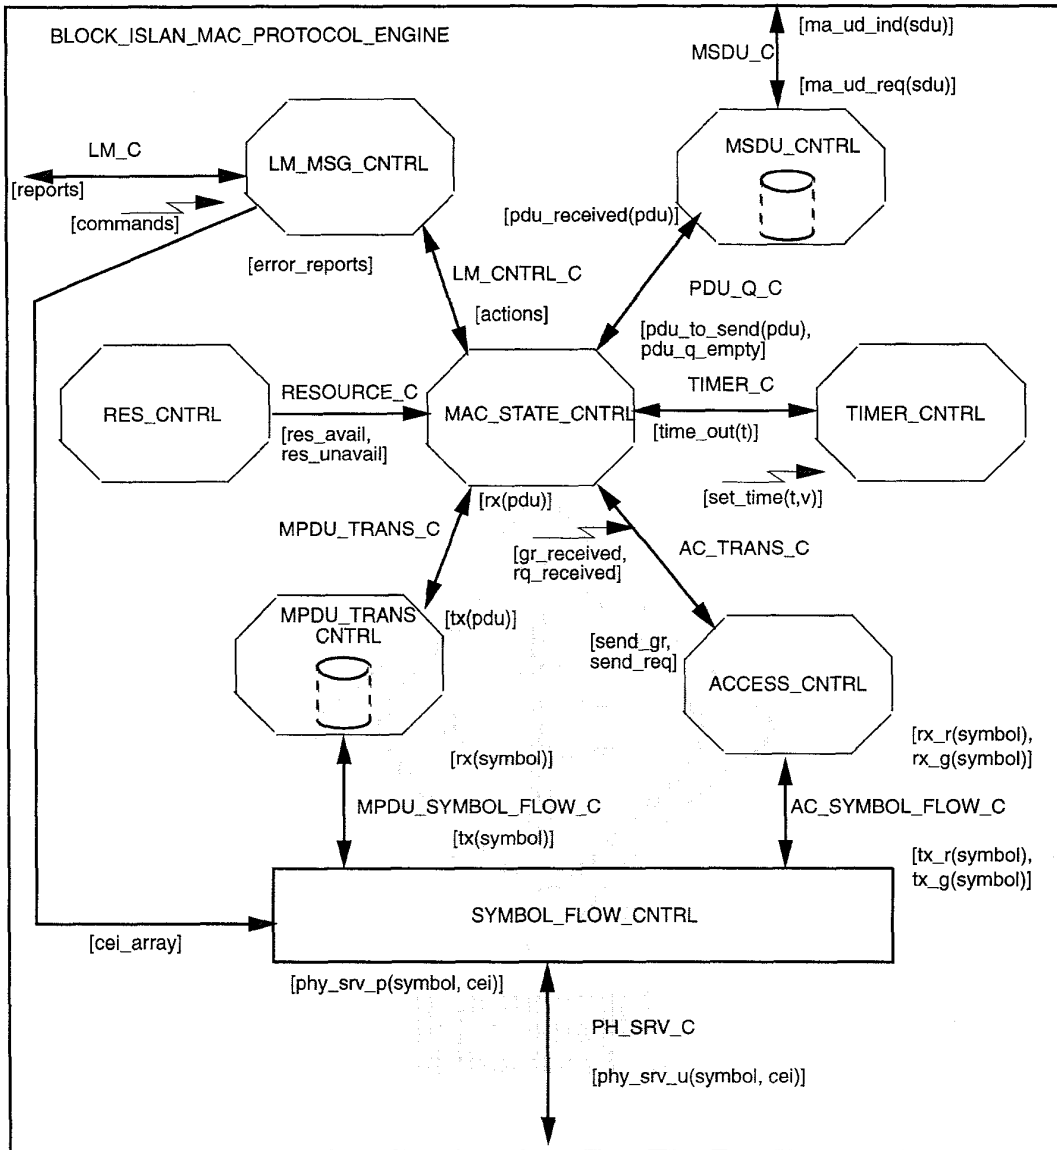 BLOCK_ISLAN_MAC_PROTOCOL_ENGINE
[ma_ud_ind(sdu)]
MSDU_C
[ma_ud_req(sdu)]
LM_C
LM_MSG_CNTRL
MSDU_CNTRL
[reports]
[commands]
[pdu_received(pdu)]
[error_reports]
LM_CNTRL_C
PDU_Q_C
[actions]
[pdu_to_send(pdu),
pdu_q_empty]
RES_CNTRL
RESOURCE_C
[res_avail,
res_unavail]
MAC_STATE_CNTRL
TIMER_C
[time_out(t)]
TIMER_CNTRL
[set_time(t,v)]
[rx(pdu)]
MPDU_TRANS_C
[gr_received,
rq_received]
AC_TRANS_C
MPDU_TRANS
CNTRL
[tx(pdu)]
[send_gr,
send_req]
ACCESS_CNTRL
[rx(symbol)]
[rx_r(symbol),
rx_g(symbol)]
MPDU_SYMBOL_FLOW_C
AC_SYMBOL_FLOW_C
[tx(symbol)]
[tx_r(symbol),
tx_g(symbol)]
SYMBOL_FLOW_CNTRL
[cei_array]
[phy_srv_p(symbol, cei)]
PH_SRV_C
[phy_srv_u(symbol, cei)]